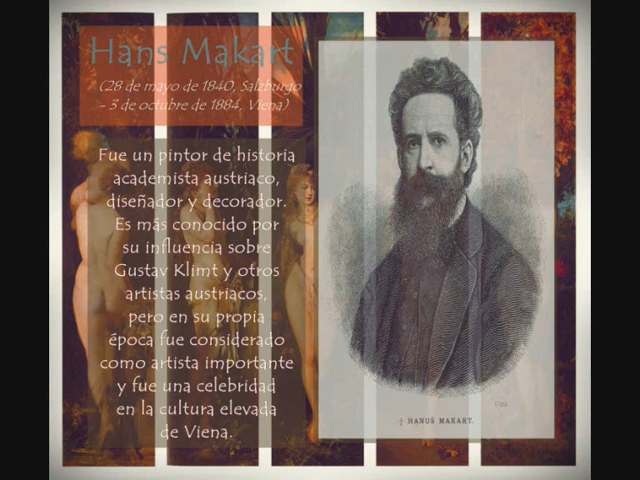 Hans Makart
(28 de mayo de 1840, Salzburgo
- 3 de octubre de 1884, Viena)
Fue un pintor de historia
academista austriaco,
diseñador y decorador.
Es más conocido por
su influencia sobre
Gustav Klimt y otros
artistas austriacos,
pero en su propia
época fue considerado
como artista importante
y fue una celebridad
en la cultura elevada
de Viena.
† HANUŠ MAKART.